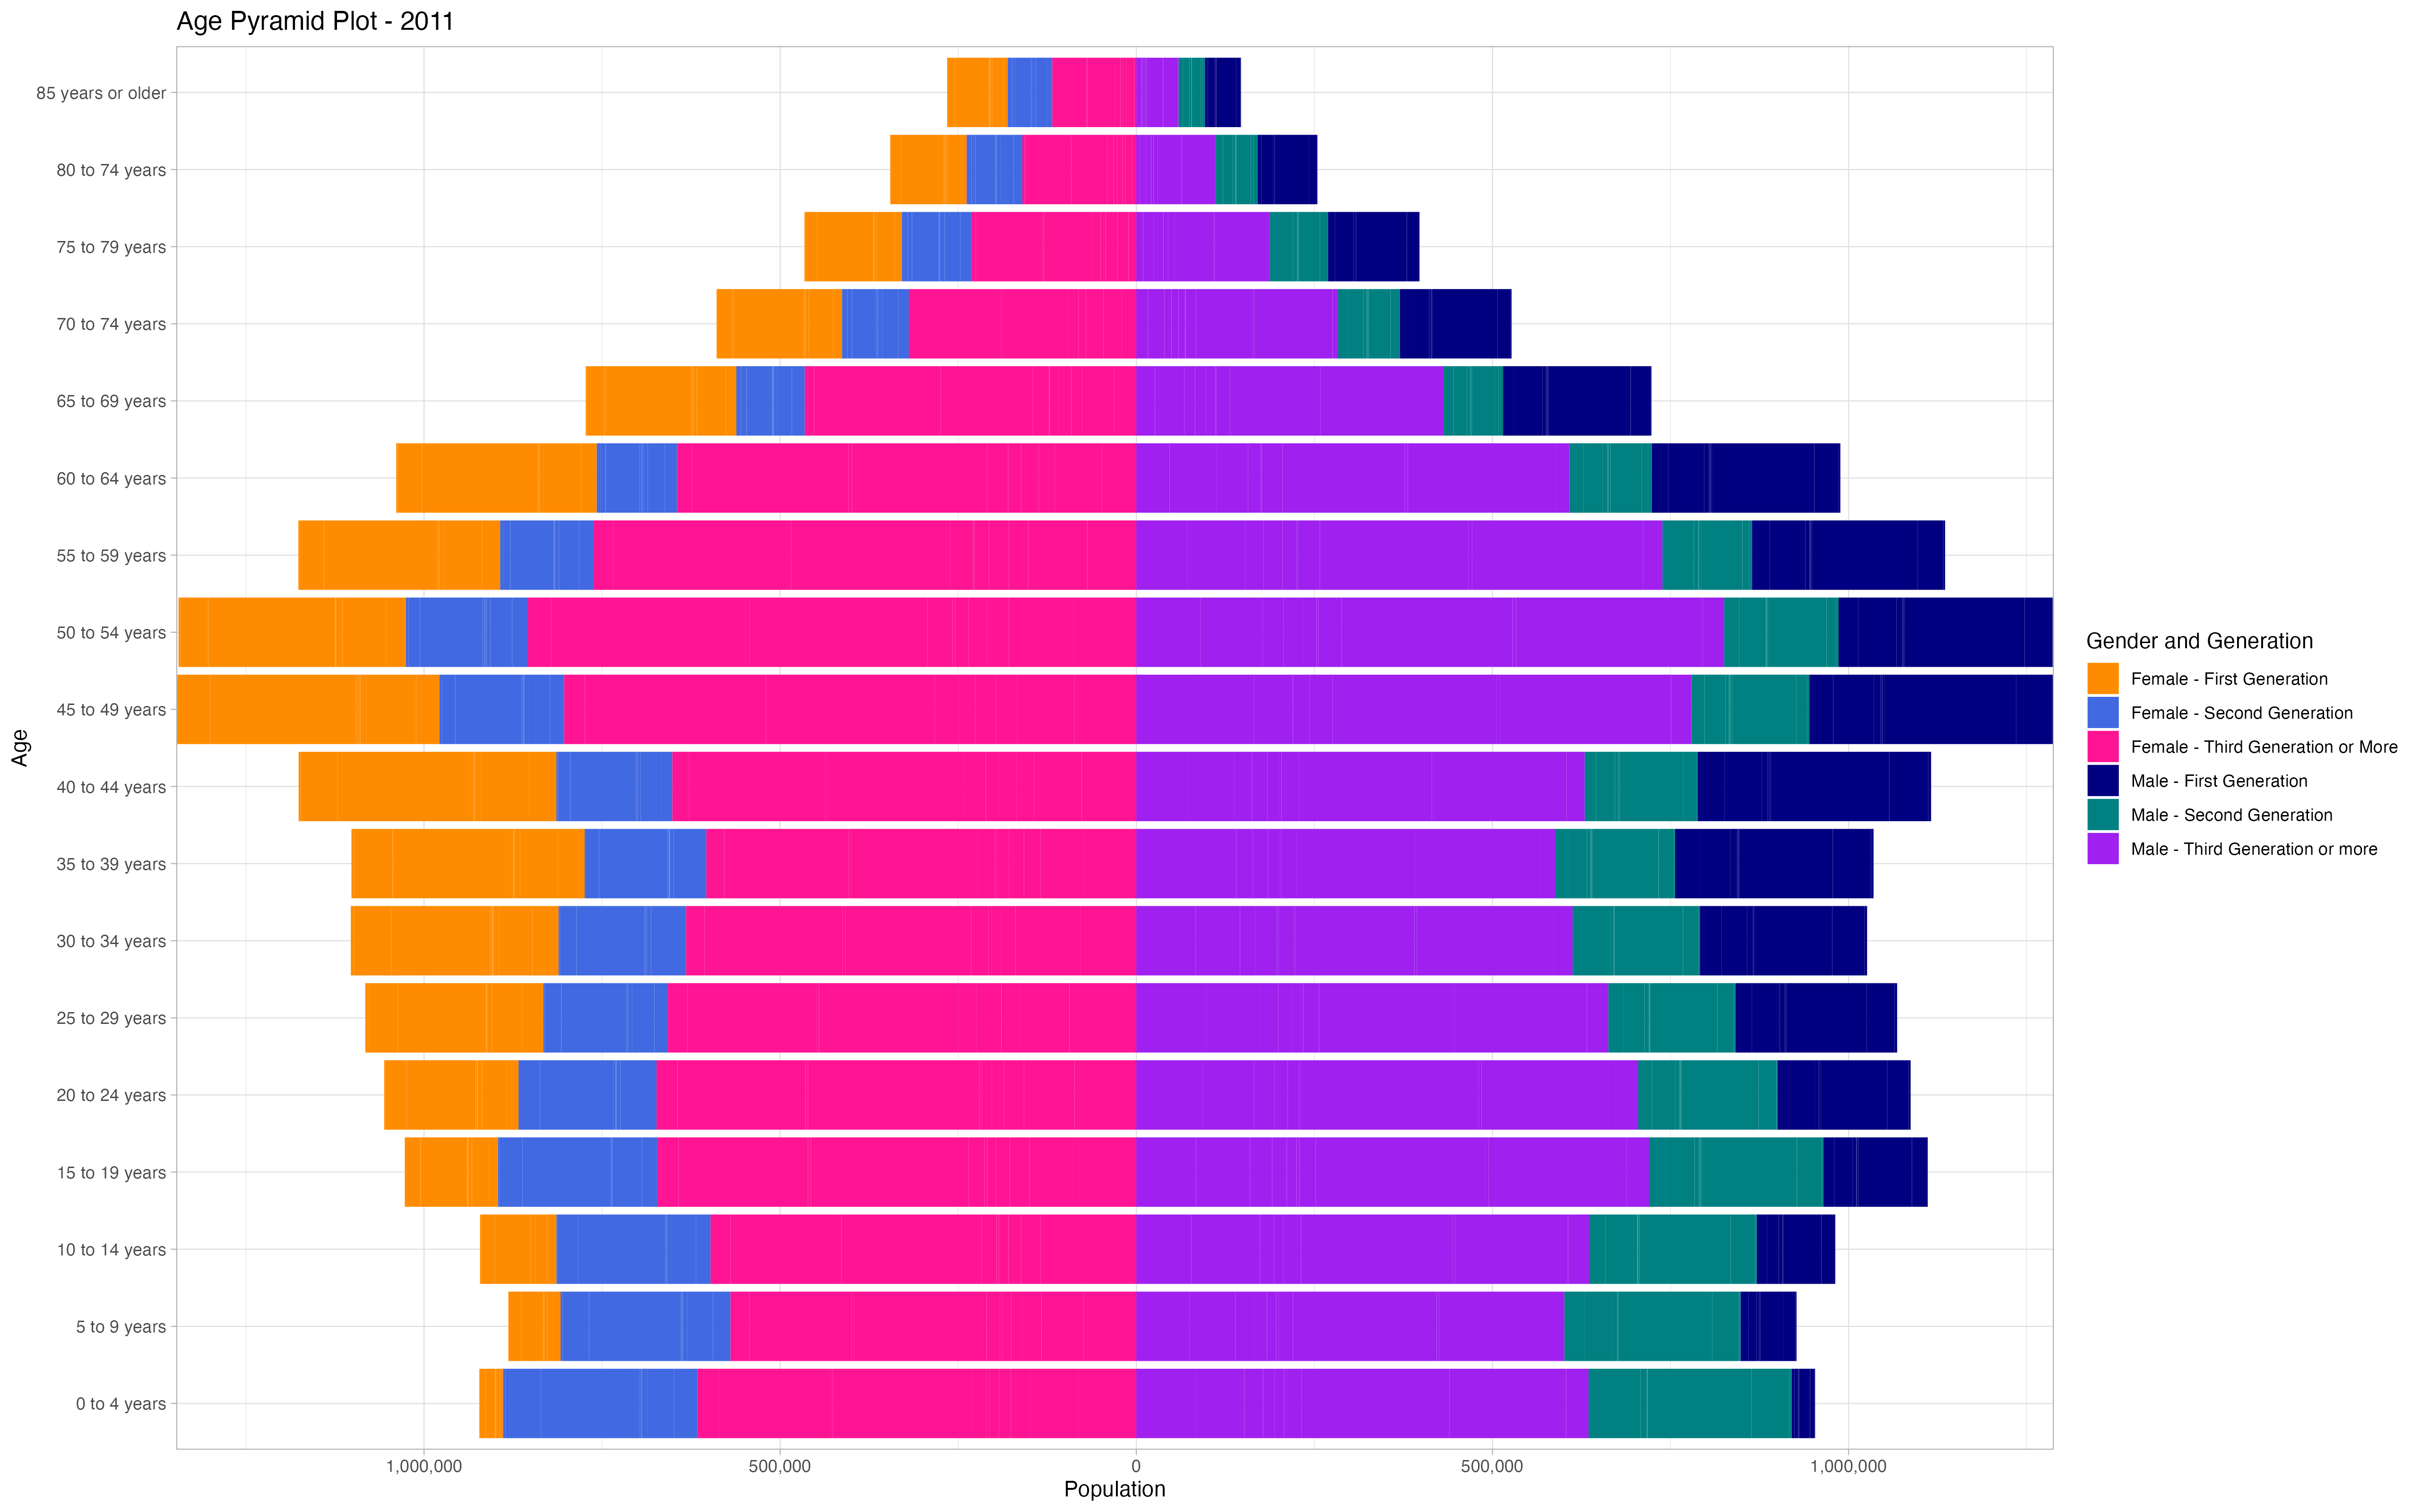 Age Pyramid Plot - 2011
85 years or older
80 to 74 years
75 to 79 years
70 to 74 years
65 to 69 years
60 to 64 years
55 to 59 years
50 to 54 years
45 to 49 years
40 to 44 years
35 to 39 years
30 to 34 years
25 to 29 years
20 to 24 years
15 to 19 years
10 to 14 years
5 to 9 years
0 to 4 years
Age
1,000,000 500,000 0 500,000 1,000,000
Population
Gender and Generation
Female - First Generation
Female - Second Generation
Female - Third Generation or More
Male - First Generation
Male - Second Generation
Male - Third Generation or more